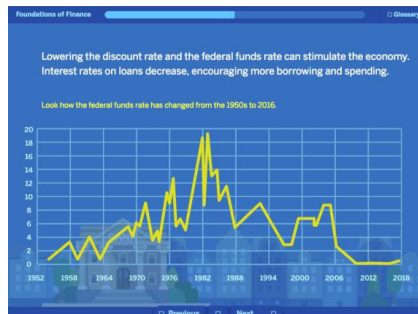 Foundations of Finance
□ Glossary
Lowering the discount rate and the federal funds rate can stimulate the economy.
Interest rates on loans decrease, encouraging more borrowing and spending.
Look how the federal funds rate has changed from the 1950s to 2016.
20
18
16
14
12
10
8
6
4
2
0
1952 1958 1964 1970 1976 1982 1988 1994 2000 2006 2012 2018
□ Previous □ Next □